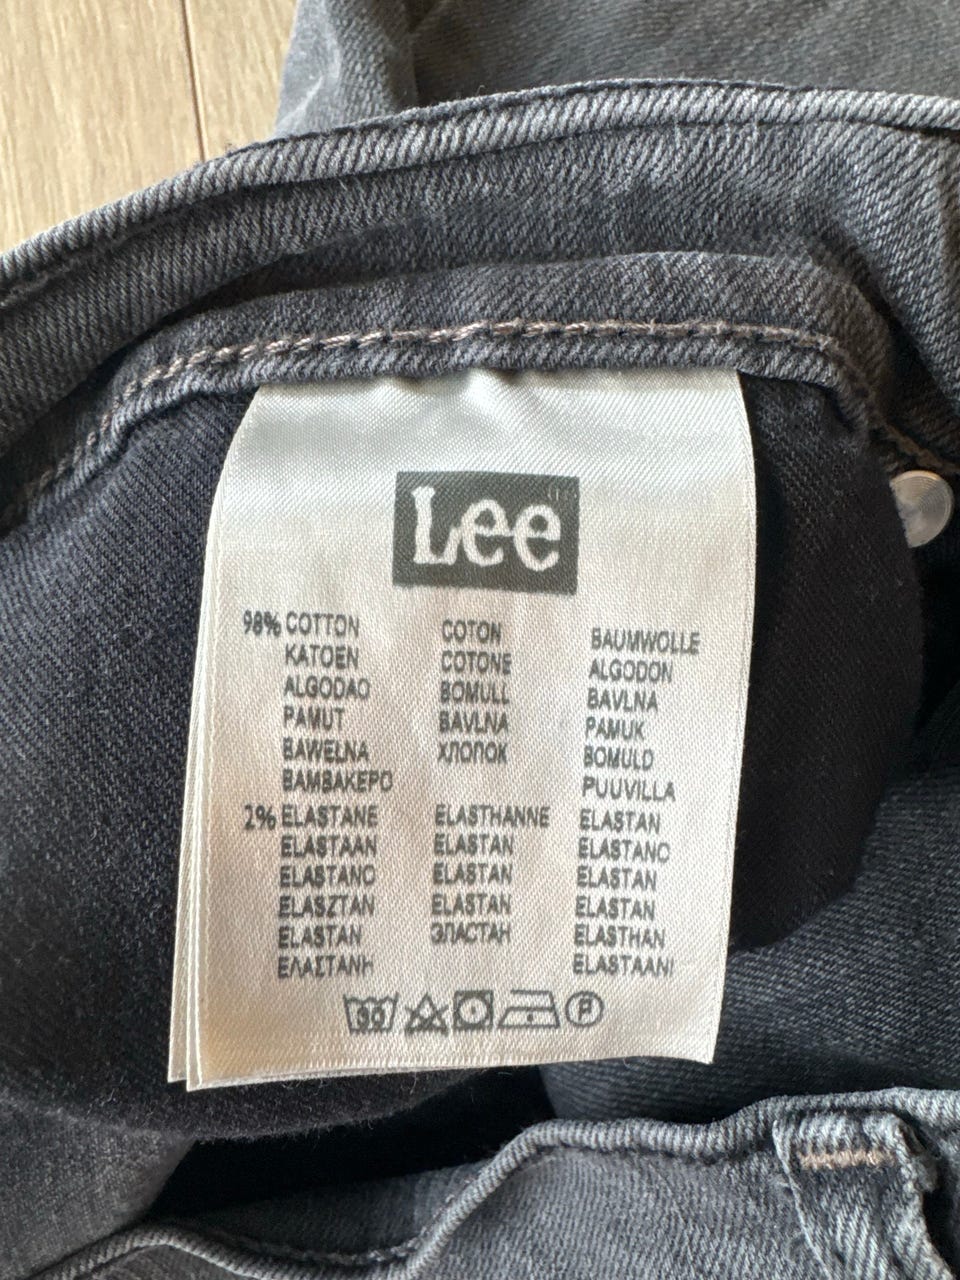 Lee
98% COTTON COTON BAUMWOLLE
KATOEN COTONE ALGODON
ALGODAO BOMULL BAVLNA
PAMUT BAVLNA PAMUK
BAWEŁNA ХЛОПОК BOMULD
BAMBAKEPO PUUVILLA
2% ELASTANE ELASTHANNE ELASTAN
ELASTAAN ELASTAN ELASTANO
ELASTANO ELASTAN ELASTAN
ELASZTAN ELASTAN ELASTAN
ELASTAN ЭЛАСТАН ELASTHAN
ΕΛΑΣΤΑΝΗ ELASTAANI
30 P